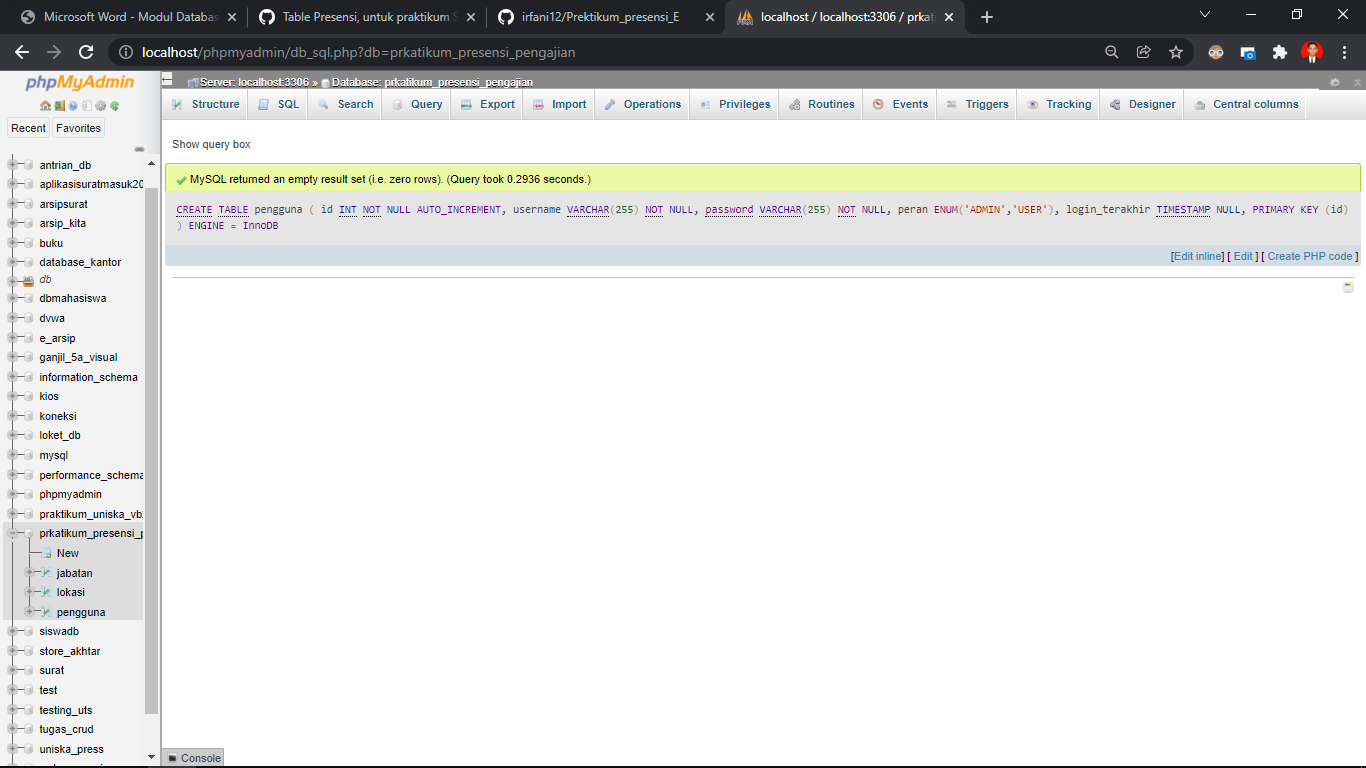 Microsoft Word - Modul Databas
Table Presensi, untuk praktikum S
irfani12/Prektikum_presensi_E
localhost / localhost:3306 / prkat
localhost/phpmyadmin/db_sql.php?db=prkatikum_presensi_pengajian
phpMyAdmin
Recent
Favorites
antrian_db
aplikasisuratmasuk20
arsipsurat
arsip_kita
buku
database_kantor
db
dbmahasiswa
dvwa
e_arsip
ganjil_5a_visual
information_schema
kios
koneksi
loket_db
mysql
performance_schema
phpmyadmin
praktikum_uniska_vb
prkatikum_presensi_p
New
jabatan
lokasi
pengguna
siswadb
store_akhtar
surat
test
testing_uts
tugas_crud
uniska_press
Server: localhost:3306 » Database: prkatikum_presensi_pengajian
Structure SQL Search Query Export Import Operations Privileges Routines Events Triggers Tracking Designer Central columns
Show query box
MySQL returned an empty result set (i.e. zero rows). (Query took 0.2936 seconds.)
CREATE TABLE pengguna ( id INT NOT NULL AUTO_INCREMENT, username VARCHAR(255) NOT NULL, password VARCHAR(255) NOT NULL, peran ENUM('ADMIN','USER'), login_terakhir TIMESTAMP NULL, PRIMARY KEY (id)
) ENGINE = InnoDB
[Edit inline] [ Edit ] [ Create PHP code ]
Console